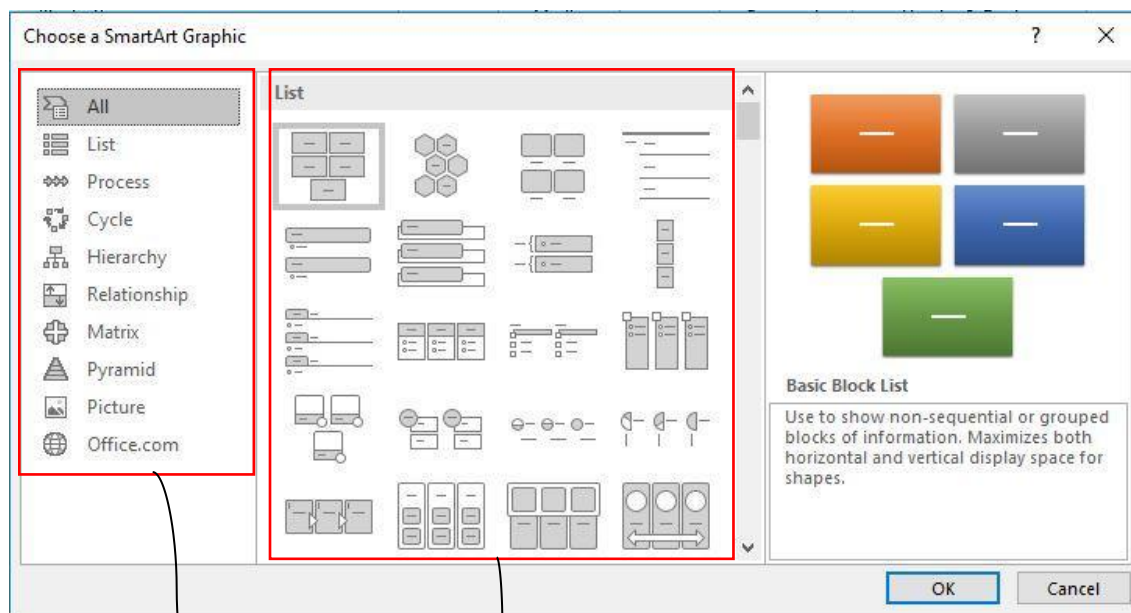 Choose a SmartArt Graphic
?
All
List
Process
Cycle
Hierarchy
Relationship
Matrix
Pyramid
Picture
Office.com
List
Basic Block List
Use to show non-sequential or grouped
blocks of information. Maximizes both
horizontal and vertical display space for
shapes.
OK
Cancel